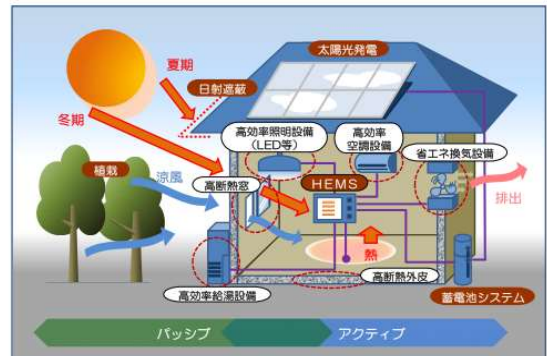 太陽光発電
夏期
日射遮蔽
冬期
高効率照明設備
(LED等)
高効率
空調設備
省エネ換気設備
植栽
涼風
高断熱窓
HEMS
排出
熱
高断熱外皮
高効率給湯設備
蓄電池システム
パッシブ
アクティブ